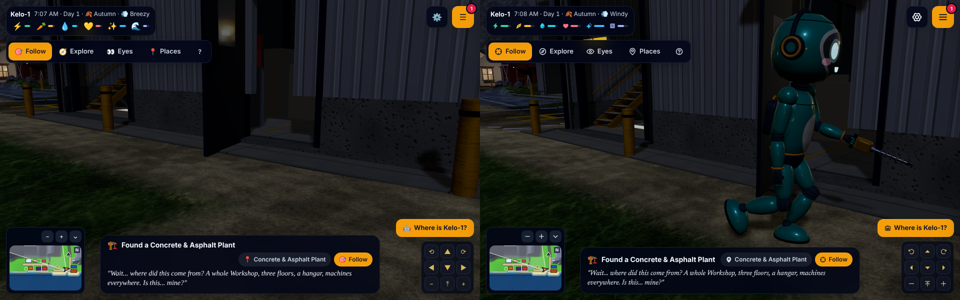 Kelo-1 7:07 AM · Day 1 · Autumn · Breezy
Follow Explore Eyes Places ?
1
Where is Kelo-1?
Found a Concrete & Asphalt Plant
Concrete & Asphalt Plant Follow
"Wait... where did this come from? A whole Workshop, three floors, a hangar, machines
everywhere. Is this... mine?"
Kelo-1 7:08 AM · Day 1 · Autumn · Windy
Follow Explore Eyes Places ?
1
Where is Kelo-1?
Found a Concrete & Asphalt Plant
Concrete & Asphalt Plant Follow
"Wait... where did this come from? A whole Workshop, three floors, a hangar, machines
everywhere. Is this... mine?"